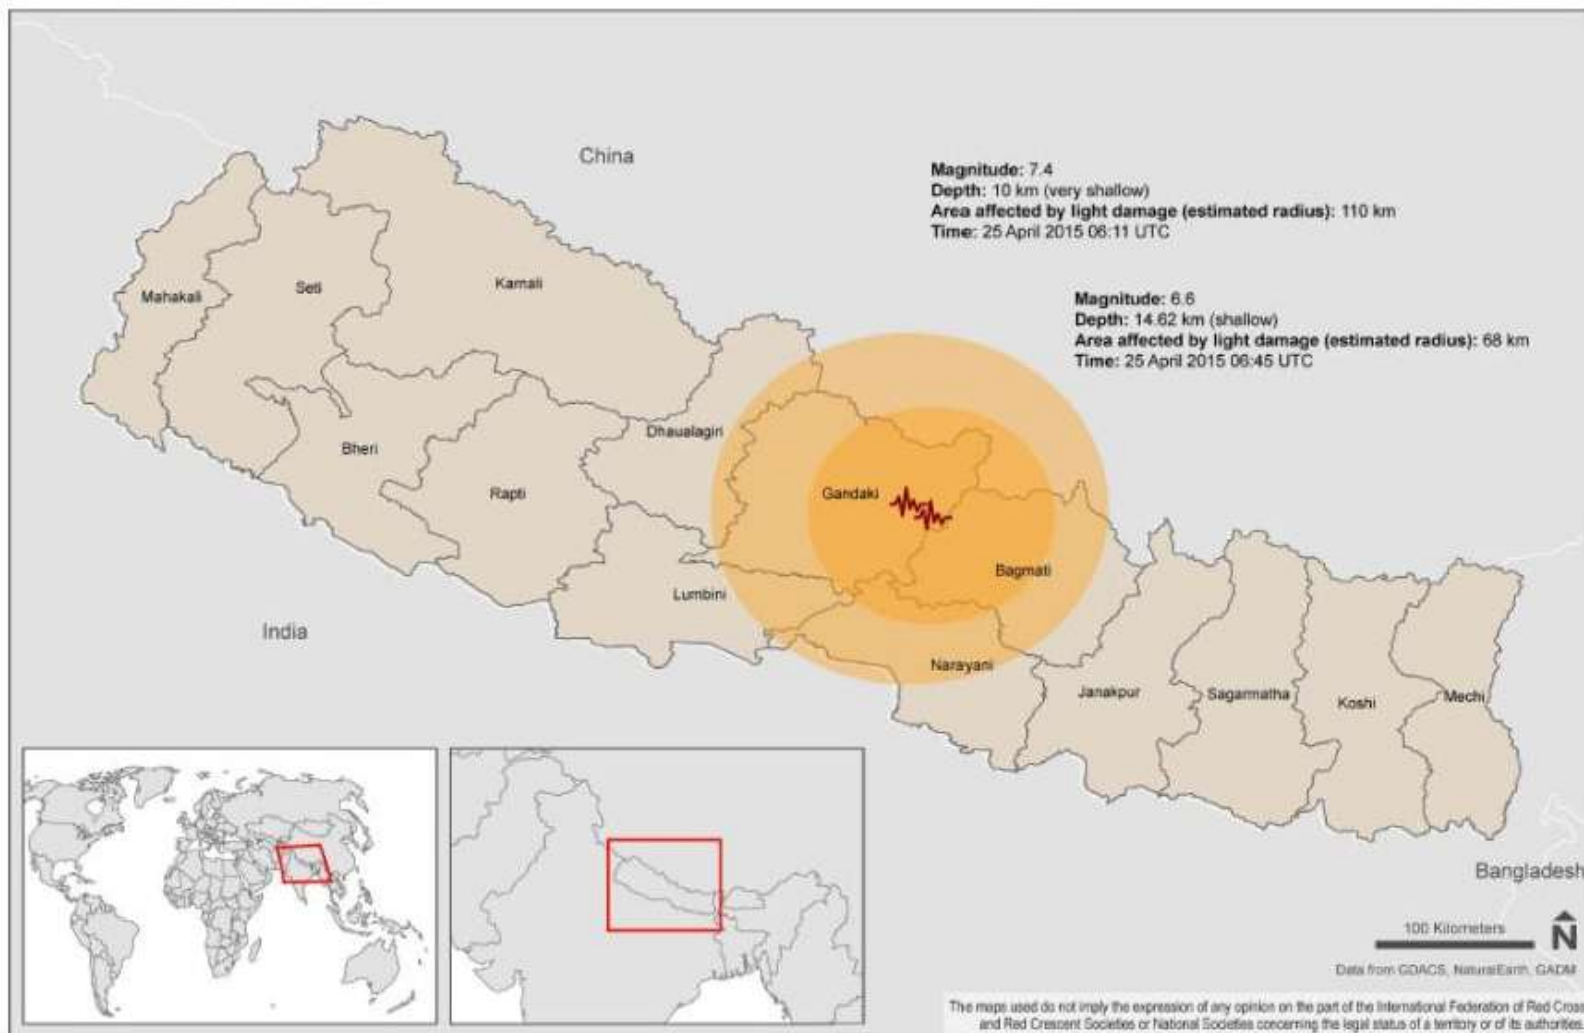 China
Magnitude: 7.4
Depth: 10 km (very shallow)
Area affected by light damage (estimated radius): 110 km
Time: 25 April 2015 06:11 UTC
Magnitude: 6.6
Depth: 14.62 km (shallow)
Area affected by light damage (estimated radius): 68 km
Time: 25 April 2015 06:45 UTC
Mahakali
Seti
Karnali
Dhaualagiri
Bheri
Rapti
Gandaki
Bagmati
Lumbini
India
Narayani
Janakpur
Sagarmatha
Koshi
Mechi
Bangladesh
100 Kilometers
N
Data from GDACS, NaturalEarth, GADM
The maps used do not imply the expression of any opinion on the part of the International Federation of Red Cross
and Red Crescent Societies or National Societies concerning the legal status of a territory or of its authorities.